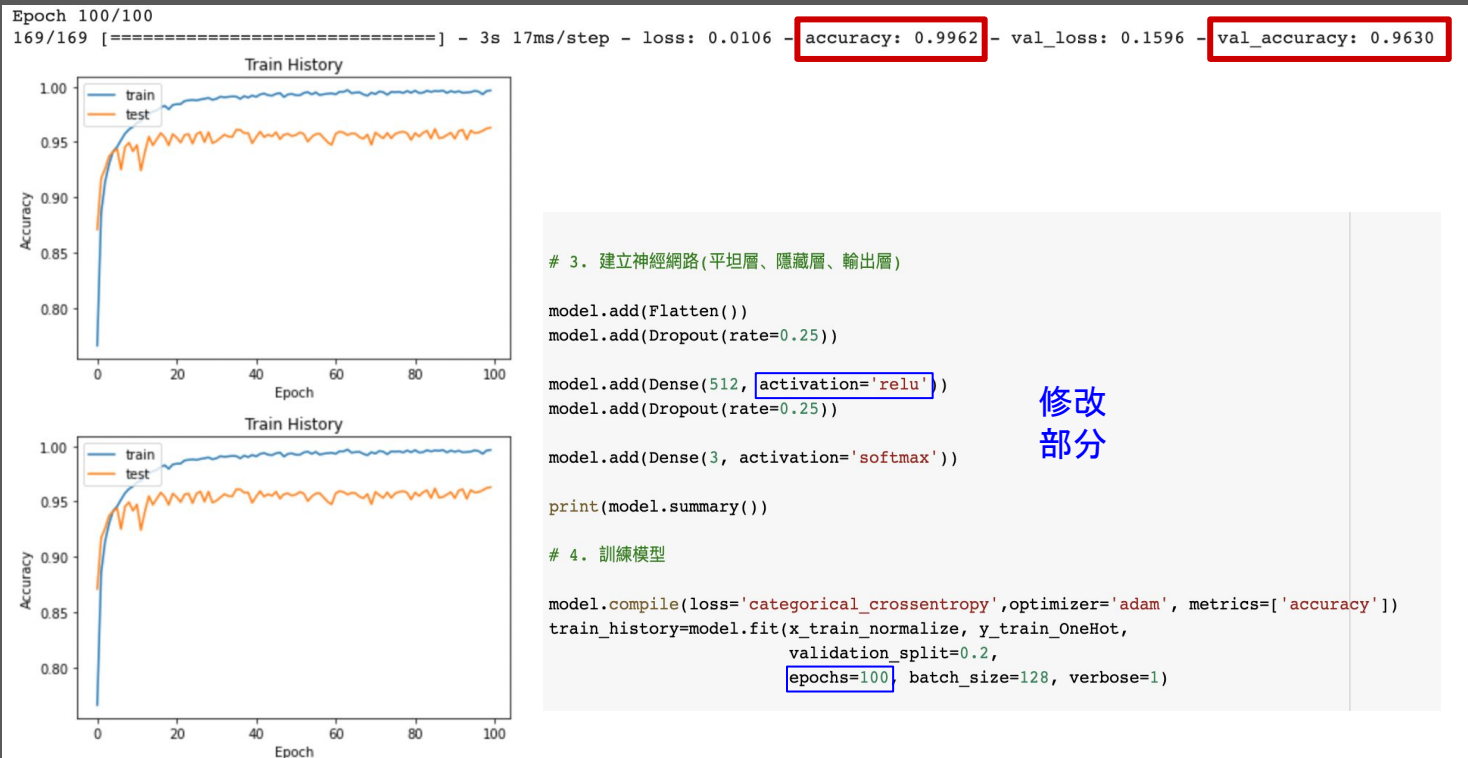 Epoch 100/100
169/169 [==============================] - 3s 17ms/step - loss: 0.0106 - accuracy: 0.9962 - val_loss: 0.1596 - val_accuracy: 0.9630
Train History
1.00
0.95
0.90
0.85
0.80
Accuracy
train
test
0 20 40 60 80 100
Epoch
Train History
1.00
0.95
0.90
0.85
0.80
Accuracy
train
test
0 20 40 60 80 100
Epoch
# 3. 建立神經網路(平坦層、隱藏層、輸出層)
model.add(Flatten())
model.add(Dropout(rate=0.25))
model.add(Dense(512, activation='relu'))
model.add(Dropout(rate=0.25))
model.add(Dense(3, activation='softmax'))
print(model.summary())
# 4. 訓練模型
model.compile(loss='categorical_crossentropy',optimizer='adam', metrics=['accuracy'])
train_history=model.fit(x_train_normalize, y_train_OneHot,
validation_split=0.2,
epochs=100, batch_size=128, verbose=1)
修改
部分